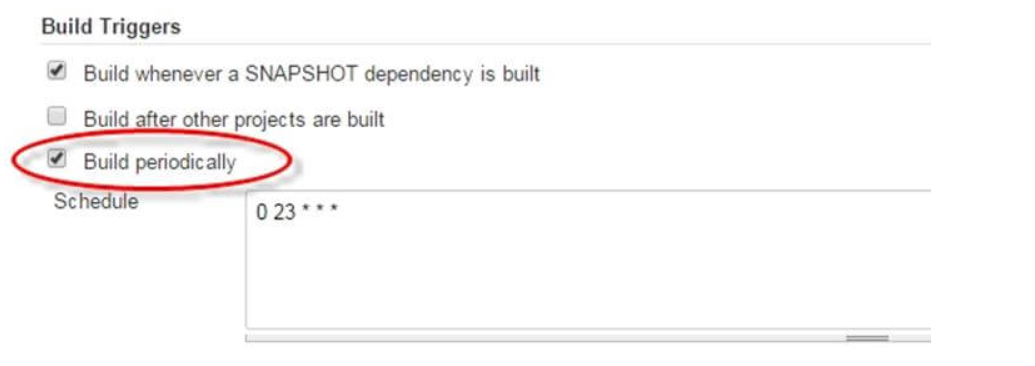 Build Triggers
Build whenever a SNAPSHOT dependency is built
Build after other projects are built
Build periodically
Schedule
0 23 * * *